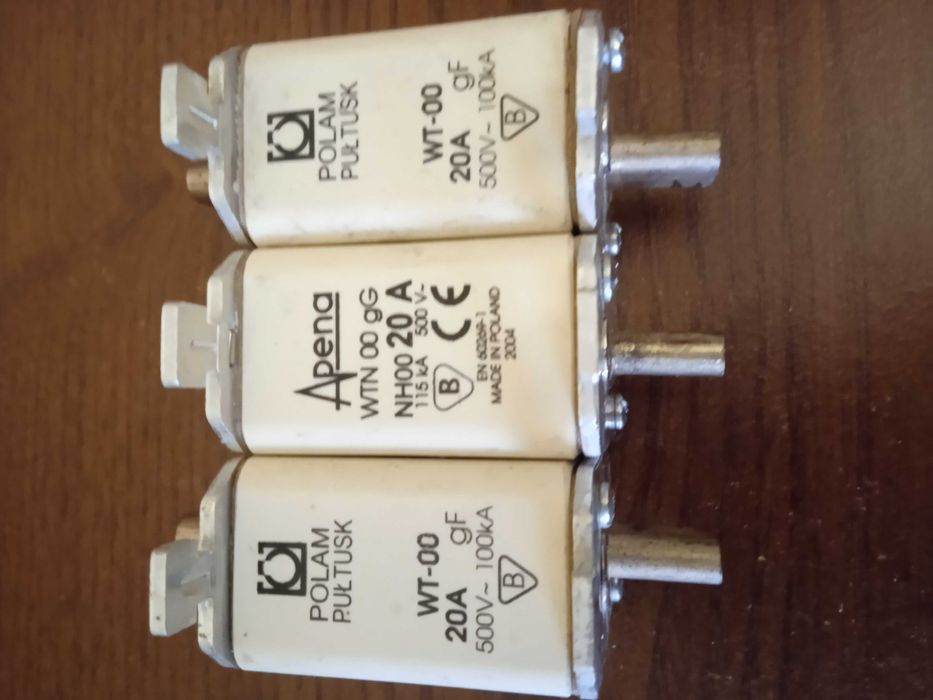 POLAM
PUŁTUSK
WT-00
20A gF
500V~ 100kA
B
Apena
WTN 00 gG
NH00 20 A
115 kA 500 V~
B CE
EN 60269-1
MADE IN POLAND
2004
POLAM
PUŁTUSK
WT-00
20A gF
500V~ 100kA
B